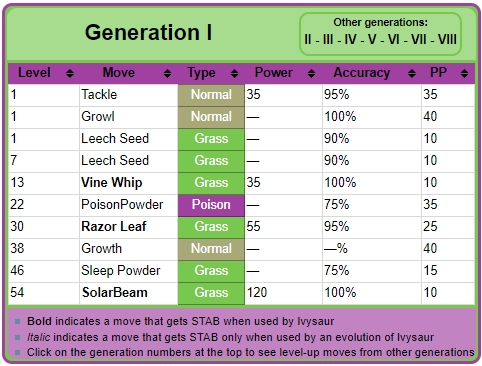 Generation I
Other generations:
II - III - IV - V - VI - VII - VIII
Level Move Type Power Accuracy PP
1 Tackle Normal 35 95% 35
1 Growl Normal — 100% 40
1 Leech Seed Grass — 90% 10
7 Leech Seed Grass — 90% 10
13 Vine Whip Grass 35 100% 10
22 PoisonPowder Poison — 75% 35
30 Razor Leaf Grass 55 95% 25
38 Growth Normal — —% 40
46 Sleep Powder Grass — 75% 15
54 SolarBeam Grass 120 100% 10
Bold indicates a move that gets STAB when used by Ivysaur
Italic indicates a move that gets STAB only when used by an evolution of Ivysaur
Click on the generation numbers at the top to see level-up moves from other generations